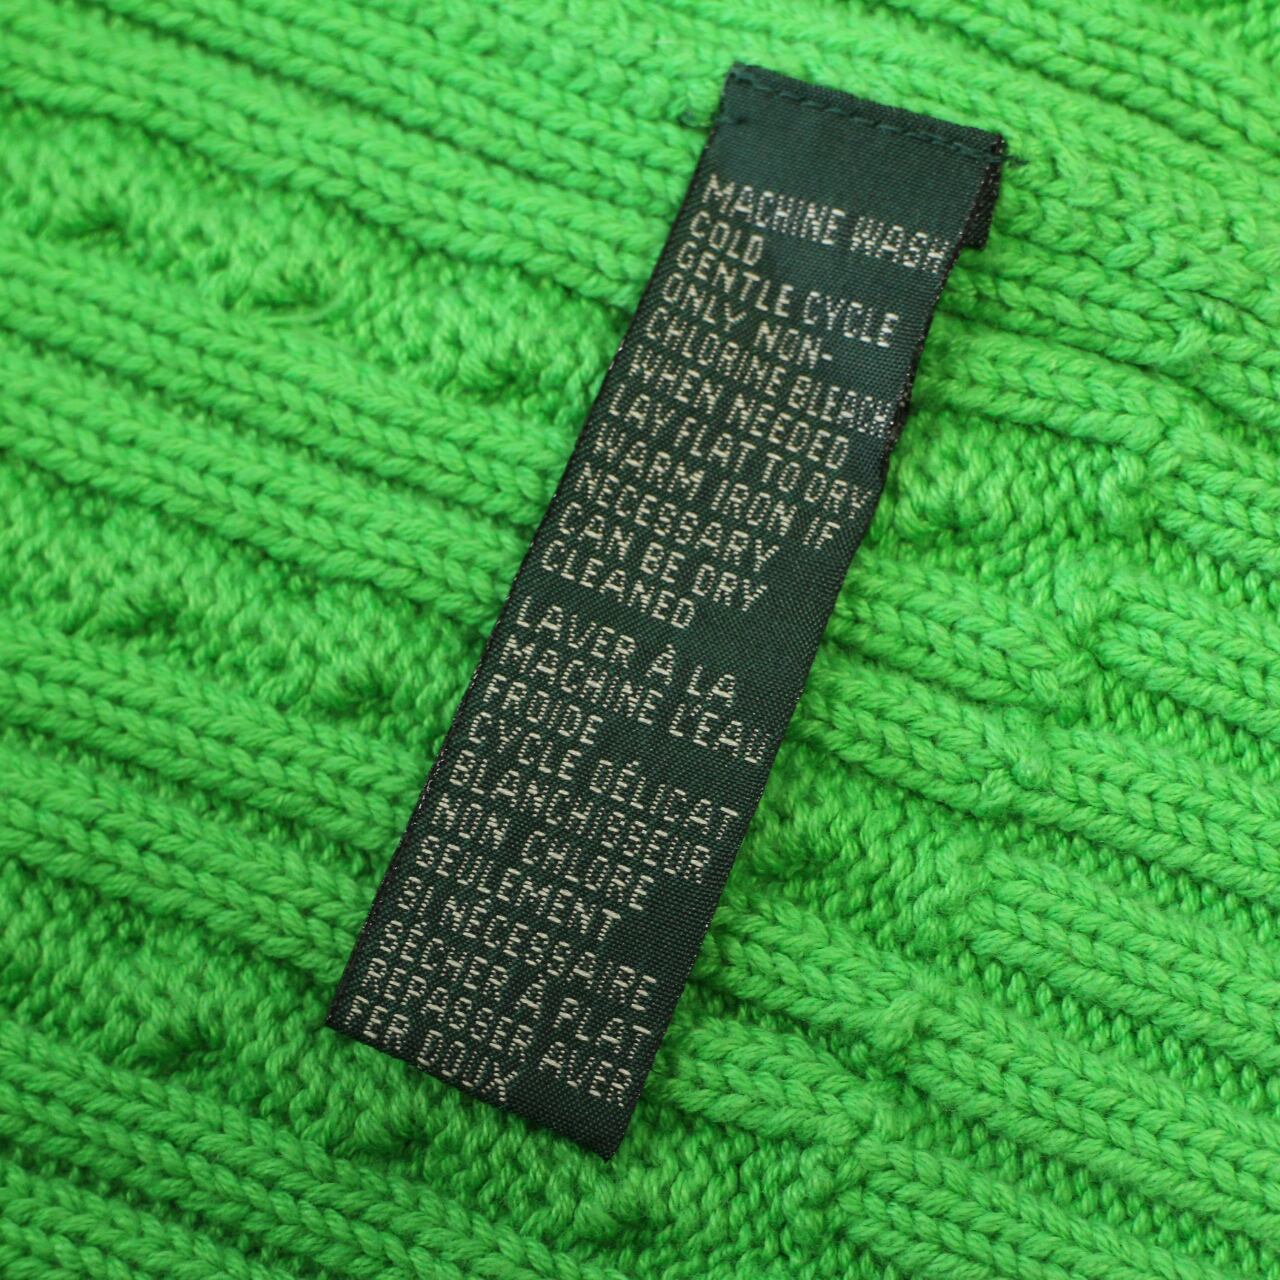 MACHINE WASH
COLD
GENTLE CYCLE
ONLY NON-
CHLORINE BLEACH
WHEN NEEDED
LAY FLAT TO DRY
WARM IRON IF
NECESSARY
CAN BE DRY
CLEANED
LAVER À LA
MACHINE L'EAU
FROIDE
CYCLE DÉLICAT
BLANCHISSEUR
NON CHLORE
SEULEMENT
SI NECESSAIRE
SÉCHER À PLAT
REPASSER AVER
FER DOUX